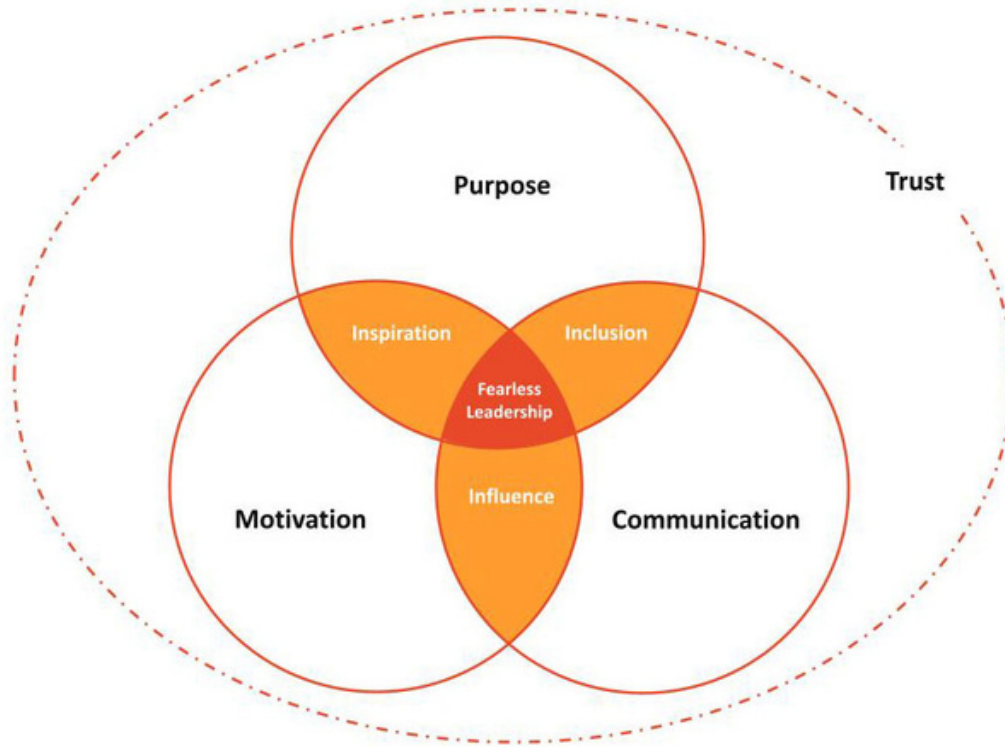 Purpose
Trust
Inspiration
Inclusion
Fearless
Leadership
Influence
Motivation
Communication